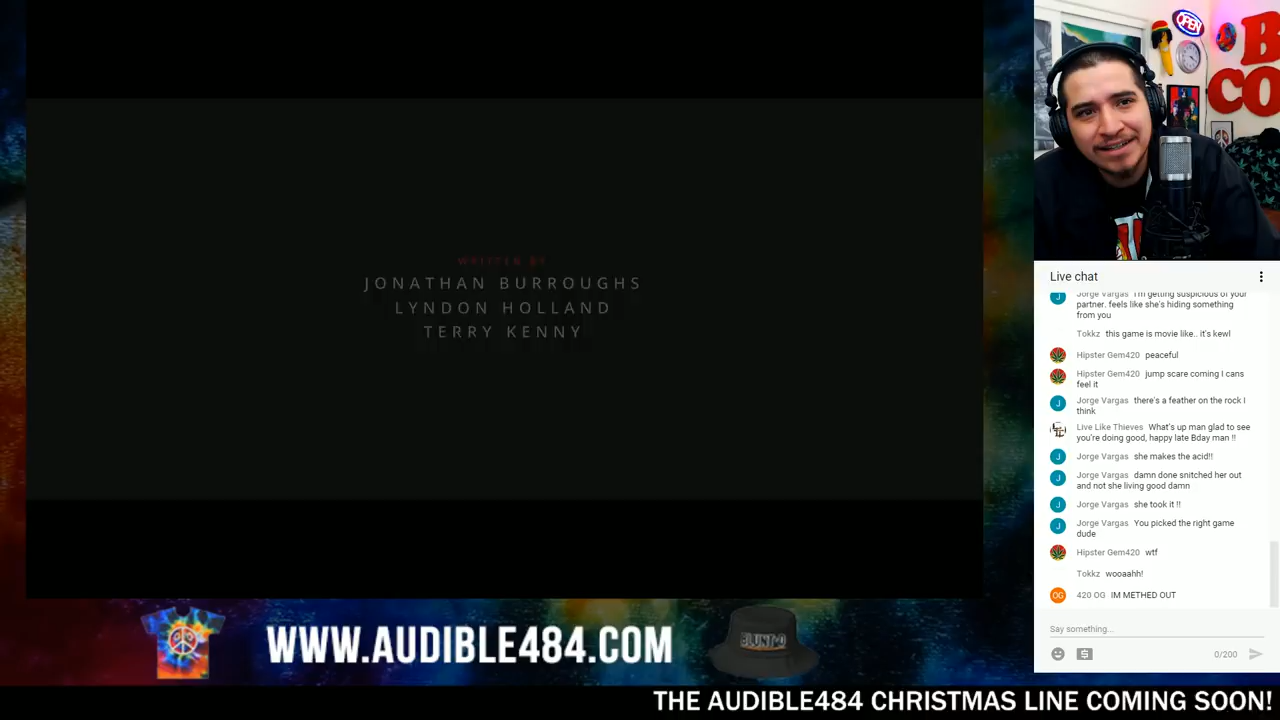 WRITTEN BY
JONATHAN BURROUGHS
LYNDON HOLLAND
TERRY KENNY
OPEN
B
CO
Live chat
Jorge Vargas I'm getting suspicious of your
partner. feels like she's hiding something
from you
Tokkz this game is movie like.. it's kewl
Hipster Gem420 peaceful
Hipster Gem420 jump scare coming I cans
feel it
J Jorge Vargas there's a feather on the rock I
think
Live Like Thieves What's up man glad to see
you're doing good, happy late Bday man !!
J Jorge Vargas she makes the acid!!
J Jorge Vargas damn done snitched her out
and not she living good damn
J Jorge Vargas she took it !!
J Jorge Vargas You picked the right game
dude
Hipster Gem420 wtf
Tokkz wooaahh!
OG 420 OG IM METHED OUT
Say something...
0/200
WWW.AUDIBLE484.COM
THE AUDIBLE484 CHRISTMAS LINE COMING SOON!